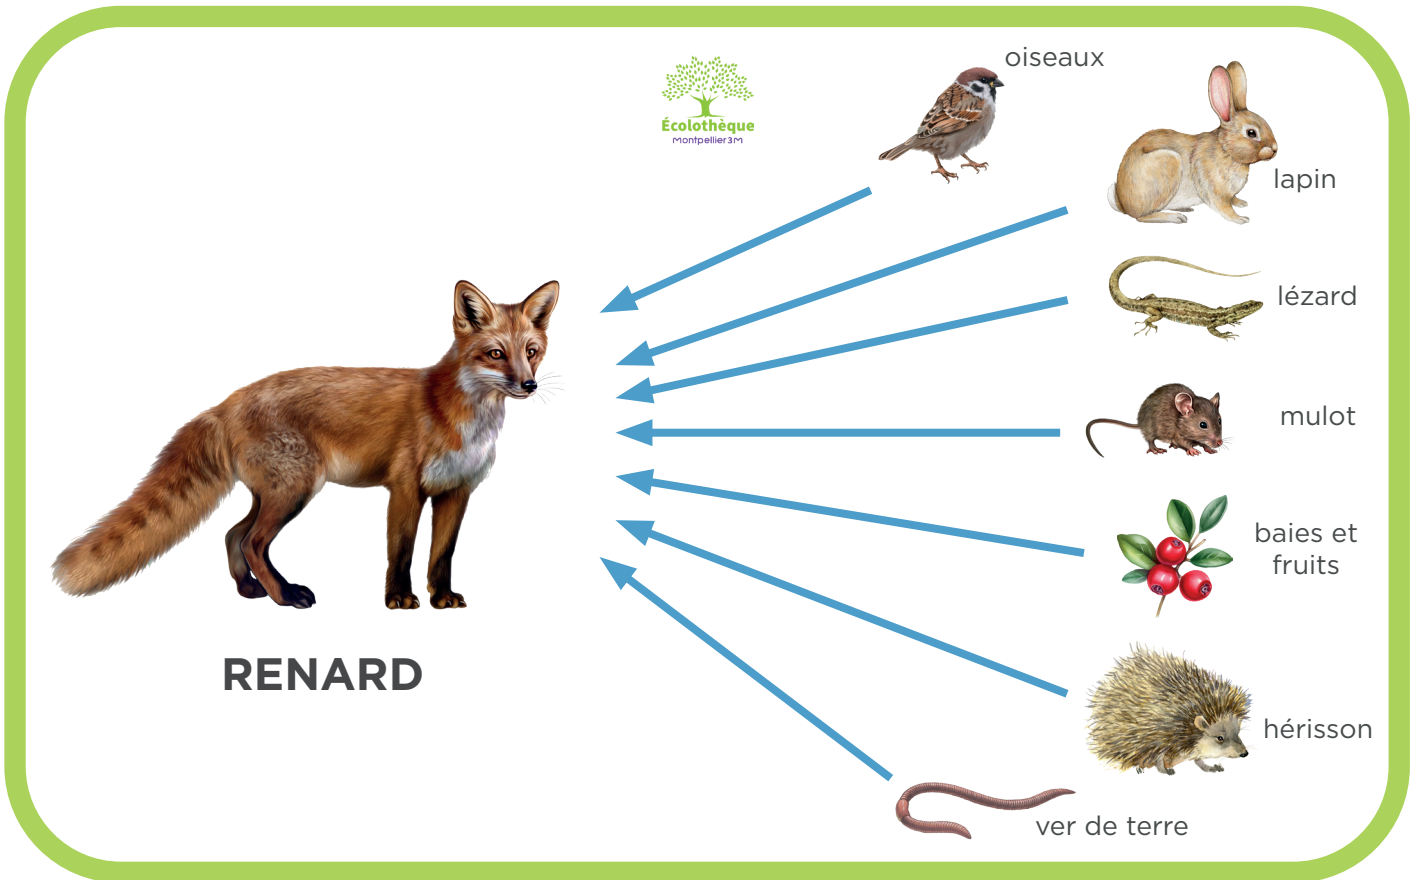 oiseaux
Écolothèque
montpellier3m
lapin
lézard
mulot
baies et
fruits
RENARD
hérisson
ver de terre